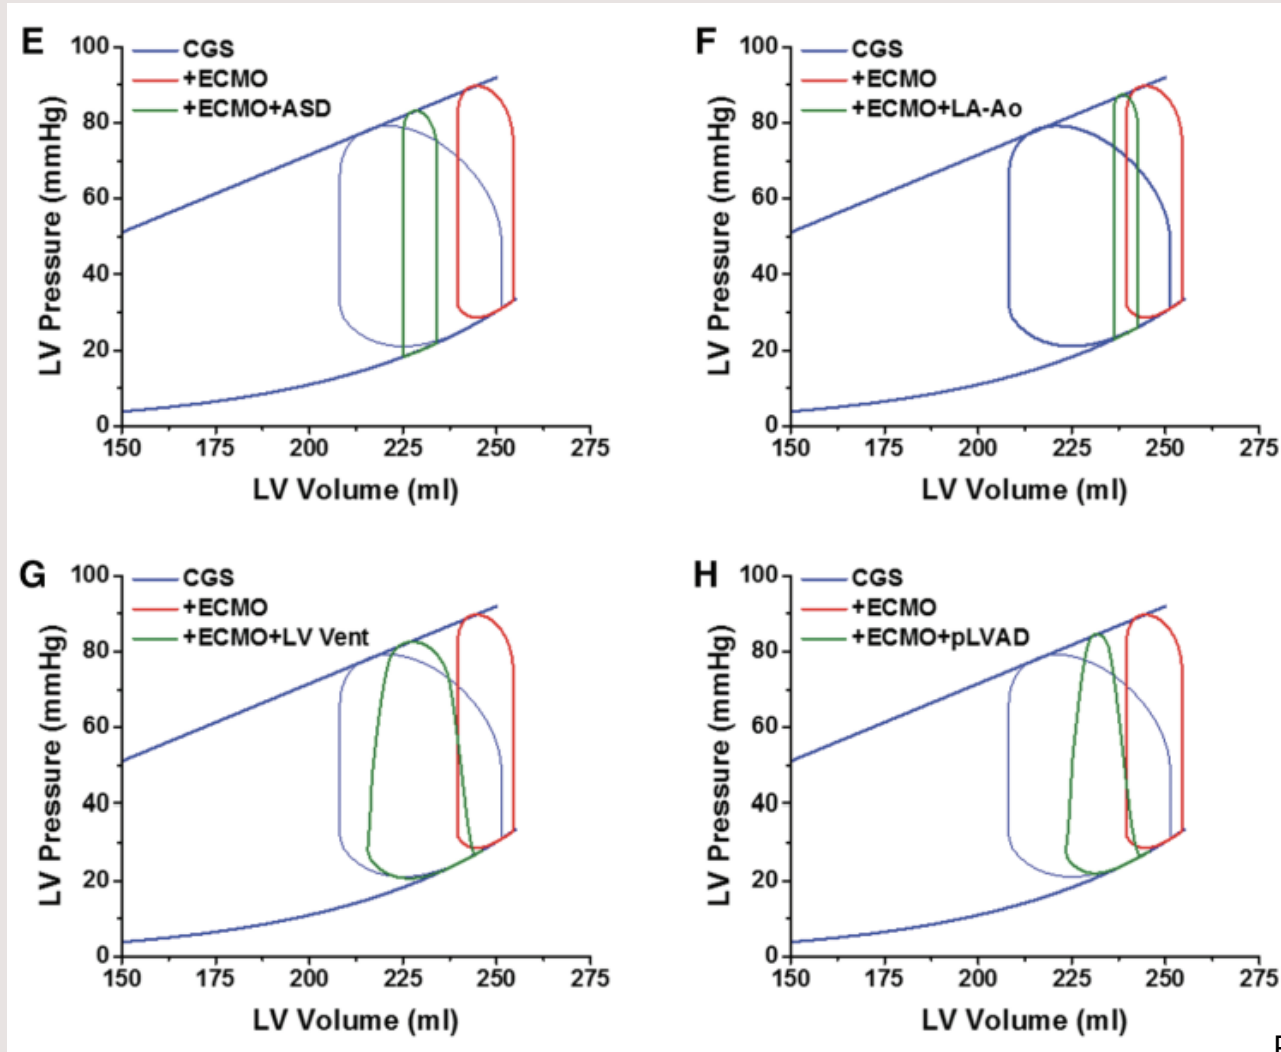 E
CGS
+ECMO
+ECMO+ASD
100
80
60
40
20
0
LV Pressure (mmHg)
150 175 200 225 250 275
LV Volume (ml)
F
CGS
+ECMO
+ECMO+LA-Ao
100
80
60
40
20
0
LV Pressure (mmHg)
150 175 200 225 250 275
LV Volume (ml)
G
CGS
+ECMO
+ECMO+LV Vent
100
80
60
40
20
0
LV Pressure (mmHg)
150 175 200 225 250 275
LV Volume (ml)
H
CGS
+ECMO
+ECMO+pLVAD
100
80
60
40
20
0
LV Pressure (mmHg)
150 175 200 225 250 275
LV Volume (ml)